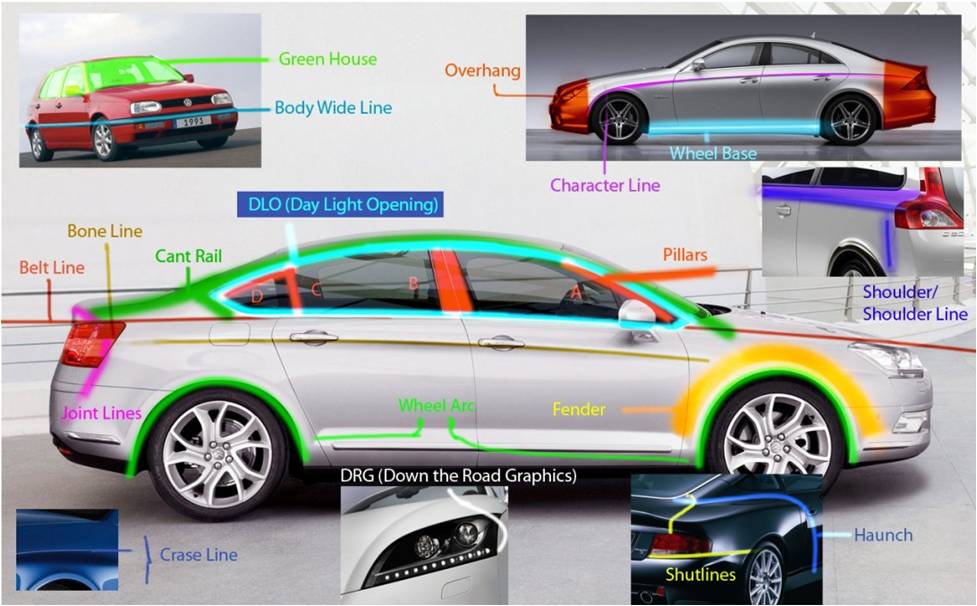 Green House
Body Wide Line
1991
Overhang
Wheel Base
Character Line
DLO (Day Light Opening)
Bone Line
Cant Rail
Belt Line
Pillars
D
C
B
A
Shoulder/
Shoulder Line
Joint Lines
Wheel Arc
Fender
DRG (Down the Road Graphics)
Crase Line
Shutlines
Haunch